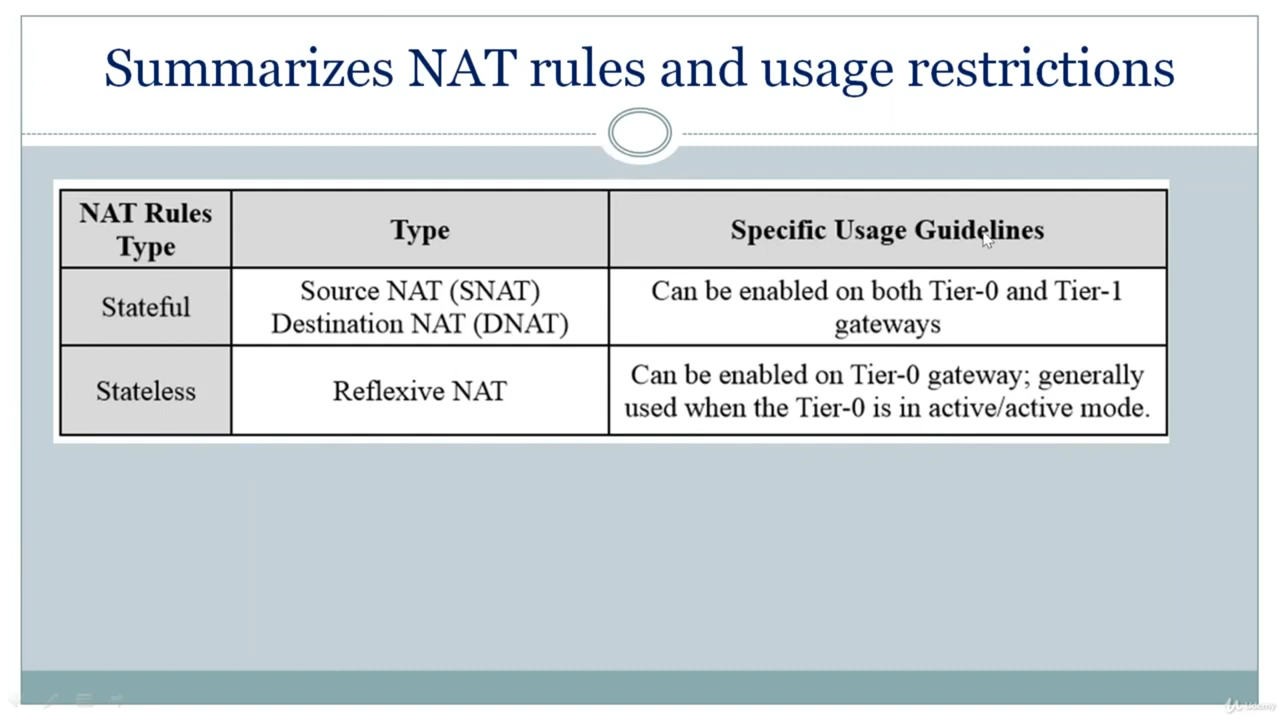 Summarizes NAT rules and usage restrictions
NAT Rules
Type
Type
Specific Usage Guidelines
Stateful
Source NAT (SNAT)
Destination NAT (DNAT)
Can be enabled on both Tier-0 and Tier-1
gateways
Stateless
Reflexive NAT
Can be enabled on Tier-0 gateway; generally
used when the Tier-0 is in active/active mode.
Udemy